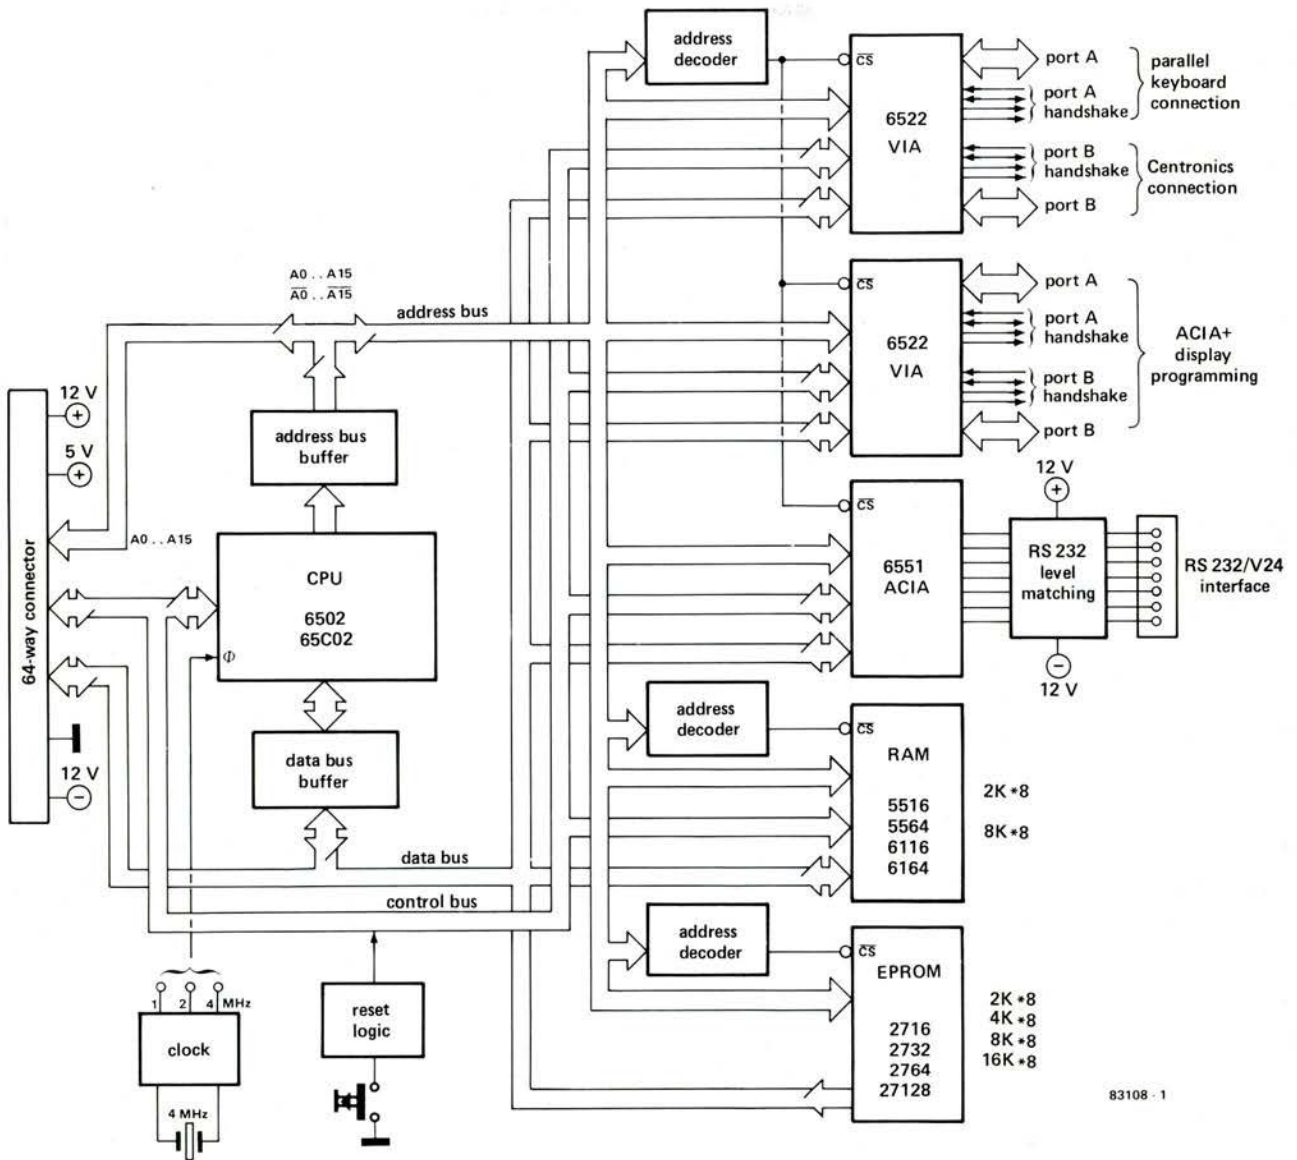 address
decoder
CS
6522
VIA
port A
port A
handshake
parallel
keyboard
connection
port B
handshake
port B
Centronics
connection
A0 . . A15
A0 . . A15
address bus
CS
6522
VIA
port A
port A
handshake
port B
handshake
port B
ACIA+
display
programming
64-way connector
12 V
+
5 V
+
A0 . . A15
12 V
−
address bus
buffer
CPU
6502
65C02
Φ
data bus
buffer
CS
6551
ACIA
12 V
+
RS 232
level
matching
−
12 V
RS 232/V24
interface
address
decoder
CS
RAM
5516
5564
6116
6164
2K *8
8K *8
data bus
control bus
address
decoder
CS
EPROM
2716
2732
2764
27128
2K *8
4K *8
8K *8
16K *8
1 2 4 MHz
clock
4 MHz
reset
logic
83108 - 1